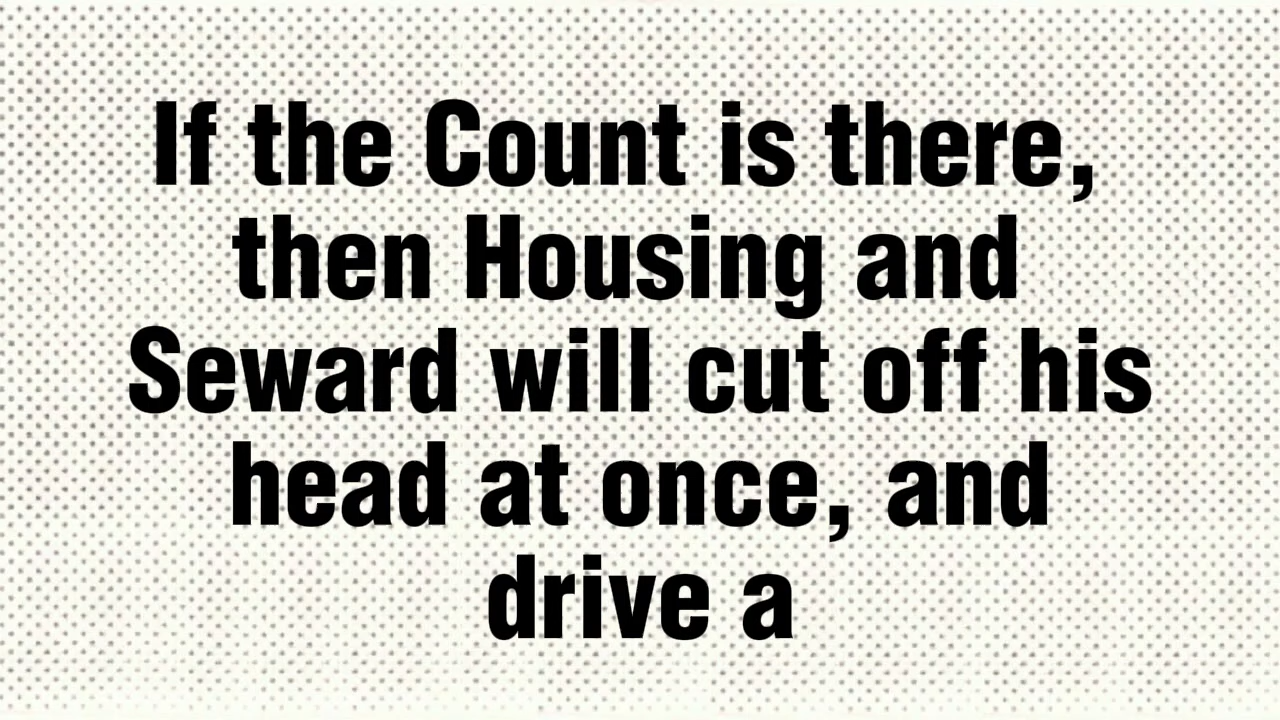 If the Count is there,
then Housing and
Seward will cut off his
head at once, and
drive a